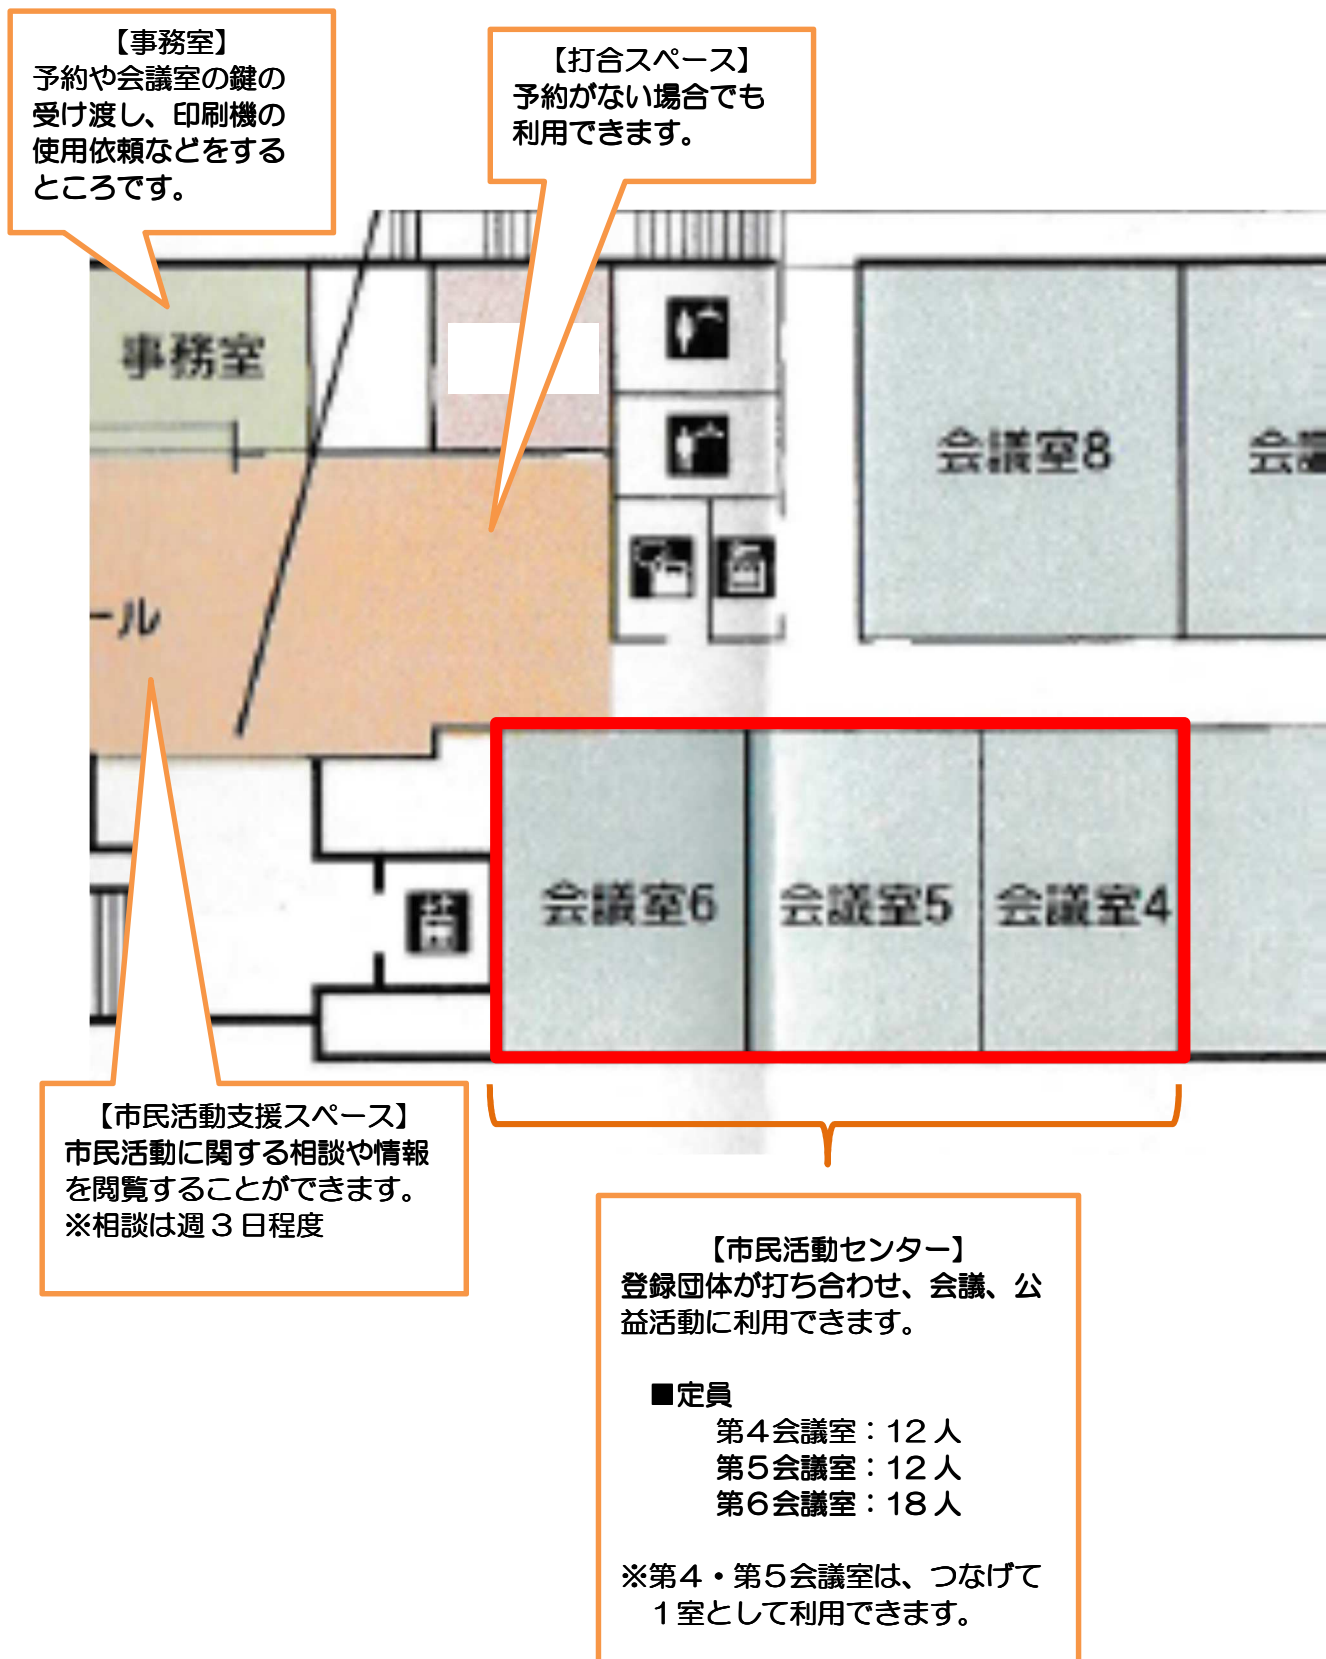 【事務室】
予約や会議室の鍵の
受け渡し、印刷機の
使用依頼などをする
ところです。
【打合スペース】
予約がない場合でも
利用できます。
事務室
会議室8
ール
会議室6
会議室5
会議室4
【市民活動支援スペース】
市民活動に関する相談や情報
を閲覧することができます。
※相談は週３日程度
【市民活動センター】
登録団体が打ち合わせ、会議、公
益活動に利用できます。
■定員
第４会議室：12人
第５会議室：12人
第６会議室：18人
※第４・第５会議室は、つなげて
１室として利用できます。